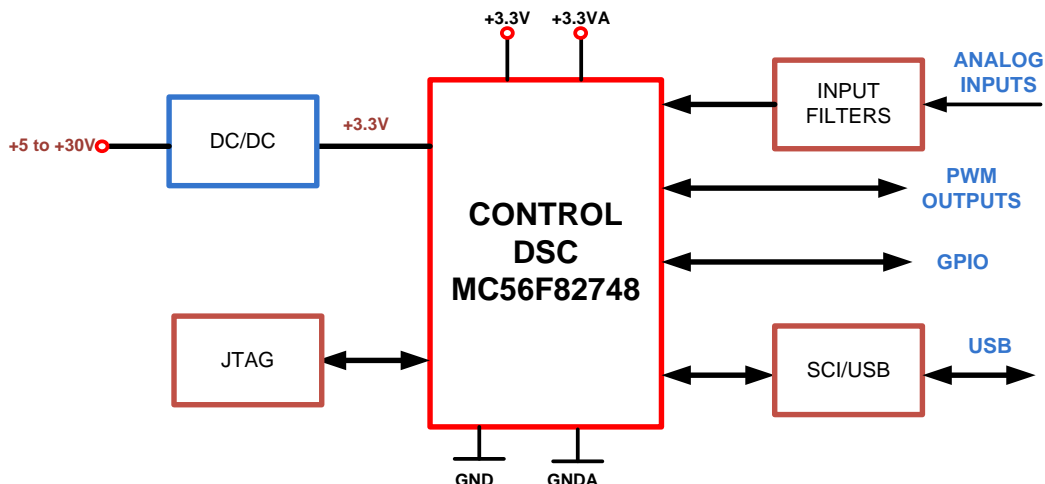 +3.3V
+3.3VA
ANALOG
INPUTS
INPUT
FILTERS
DC/DC
+3.3V
+5 to +30V
PWM
OUTPUTS
CONTROL
DSC
MC56F82748
GPIO
JTAG
SCI/USB
USB
GND
GNDA